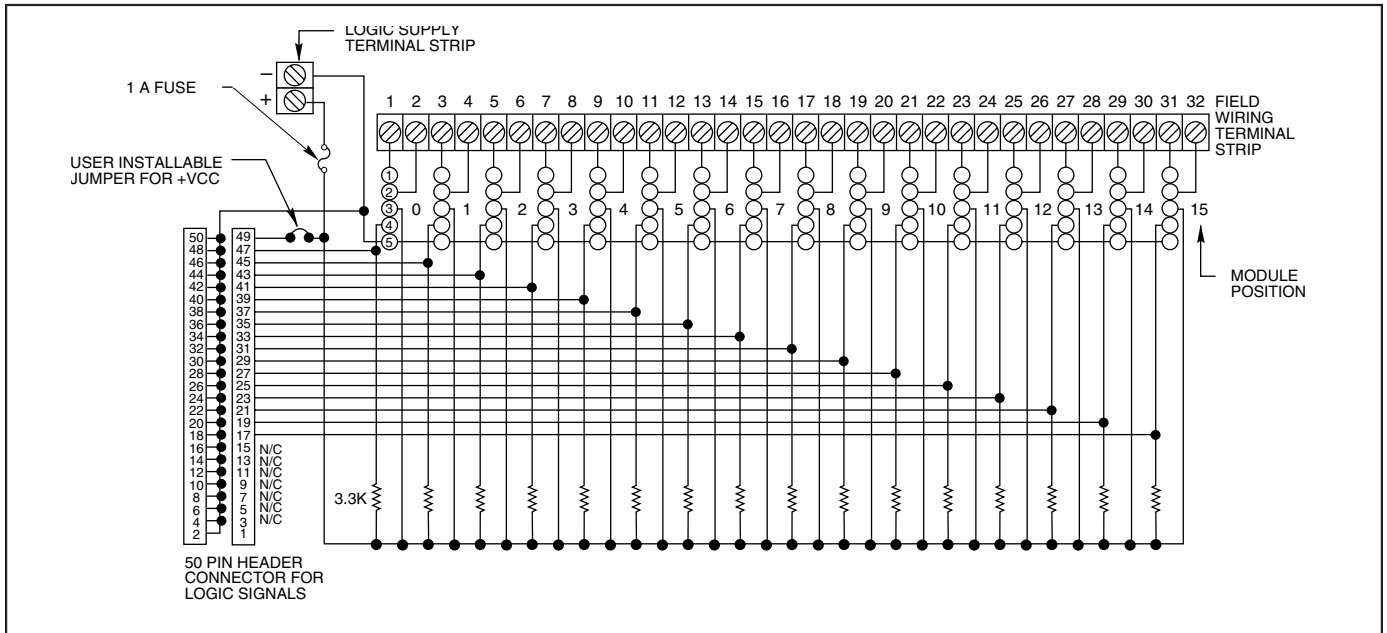 LOGIC SUPPLY
TERMINAL STRIP
1 A FUSE
−
+
1 2 3 4 5 6 7 8 9 10 11 12 13 14 15 16 17 18 19 20 21 22 23 24 25 26 27 28 29 30 31 32
FIELD
WIRING
TERMINAL
STRIP
USER INSTALLABLE
JUMPER FOR +VCC
1
2
3
4
5
0 1 2 3 4 5 6 7 8 9 10 11 12 13 14 15
MODULE
POSITION
50 49
48 47
46 45
44 43
42 41
40 39
38 37
36 35
34 33
32 31
30 29
28 27
26 25
24 23
22 21
20 19
18 17
16 15 N/C
14 13 N/C
12 11 N/C
10 9 N/C
8 7 N/C
6 5 N/C
4 3 N/C
2 1
3.3K
50 PIN HEADER
CONNECTOR FOR
LOGIC SIGNALS